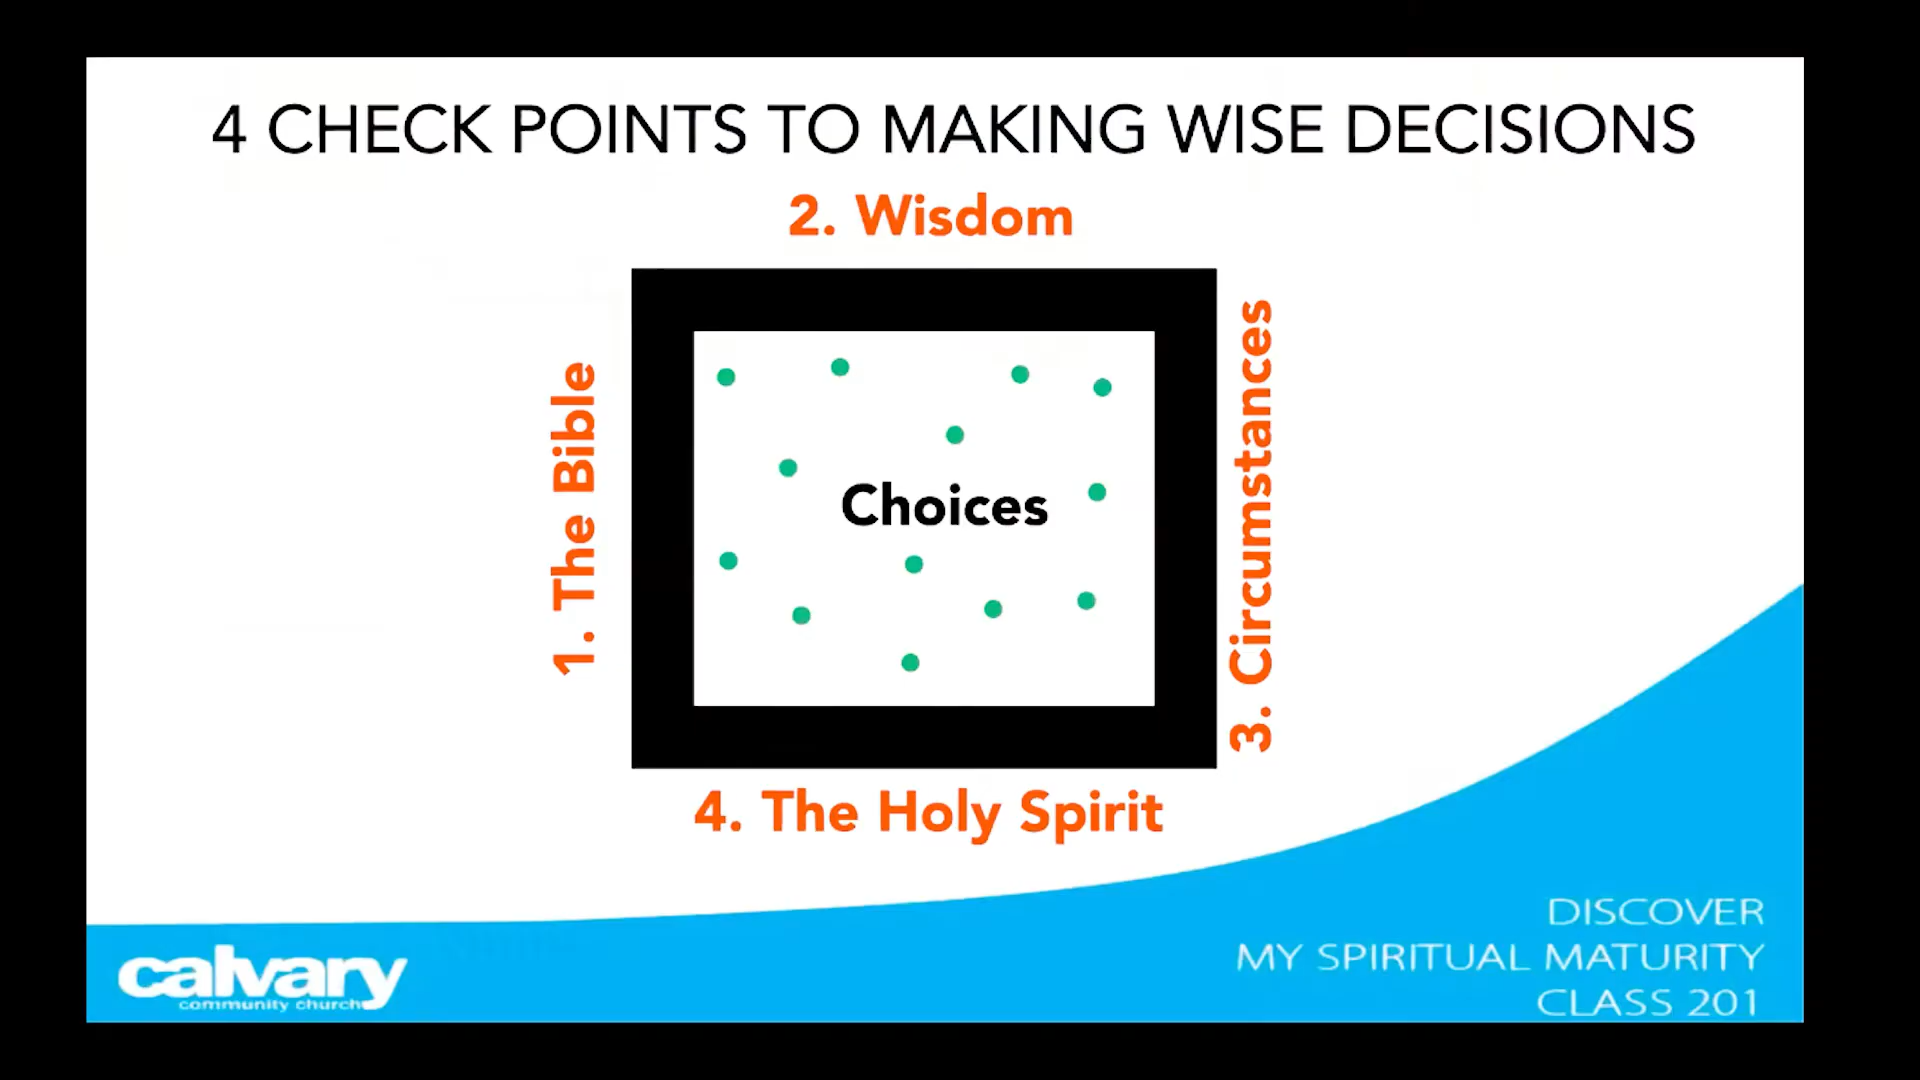 4 CHECK POINTS TO MAKING WISE DECISIONS
2. Wisdom
1. The Bible
Choices
3. Circumstances
4. The Holy Spirit
calvary
community church
DISCOVER
MY SPIRITUAL MATURITY
CLASS 201